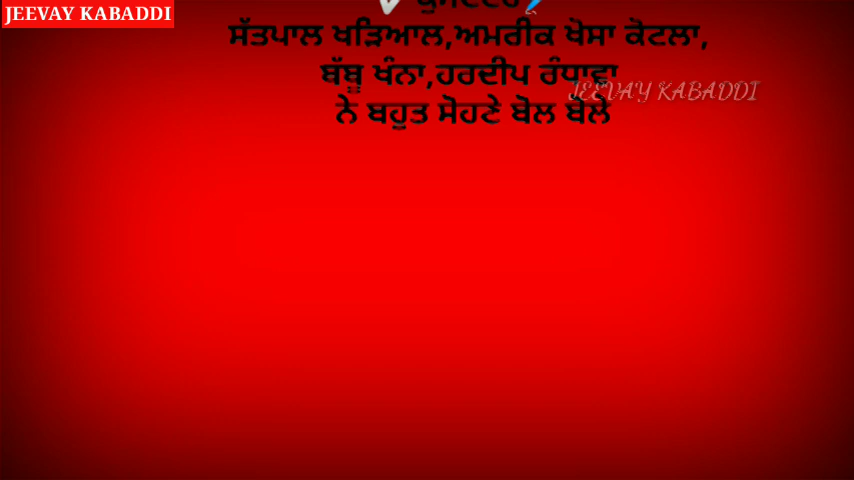 JEEVAY KABADDI
ਸੱਤਪਾਲ ਖੜਿਆਲ,ਅਮਰੀਕ ਖੋਸਾ ਕੋਟਲਾ,
ਬੱਬੂ ਖੰਨਾ,ਹਰਦੀਪ ਰੰਧਾਵਾ
JEEVAY KABADDI
ਨੇ ਬਹੁਤ ਸੋਹਣੇ ਬੋਲ ਬੋਲੇ